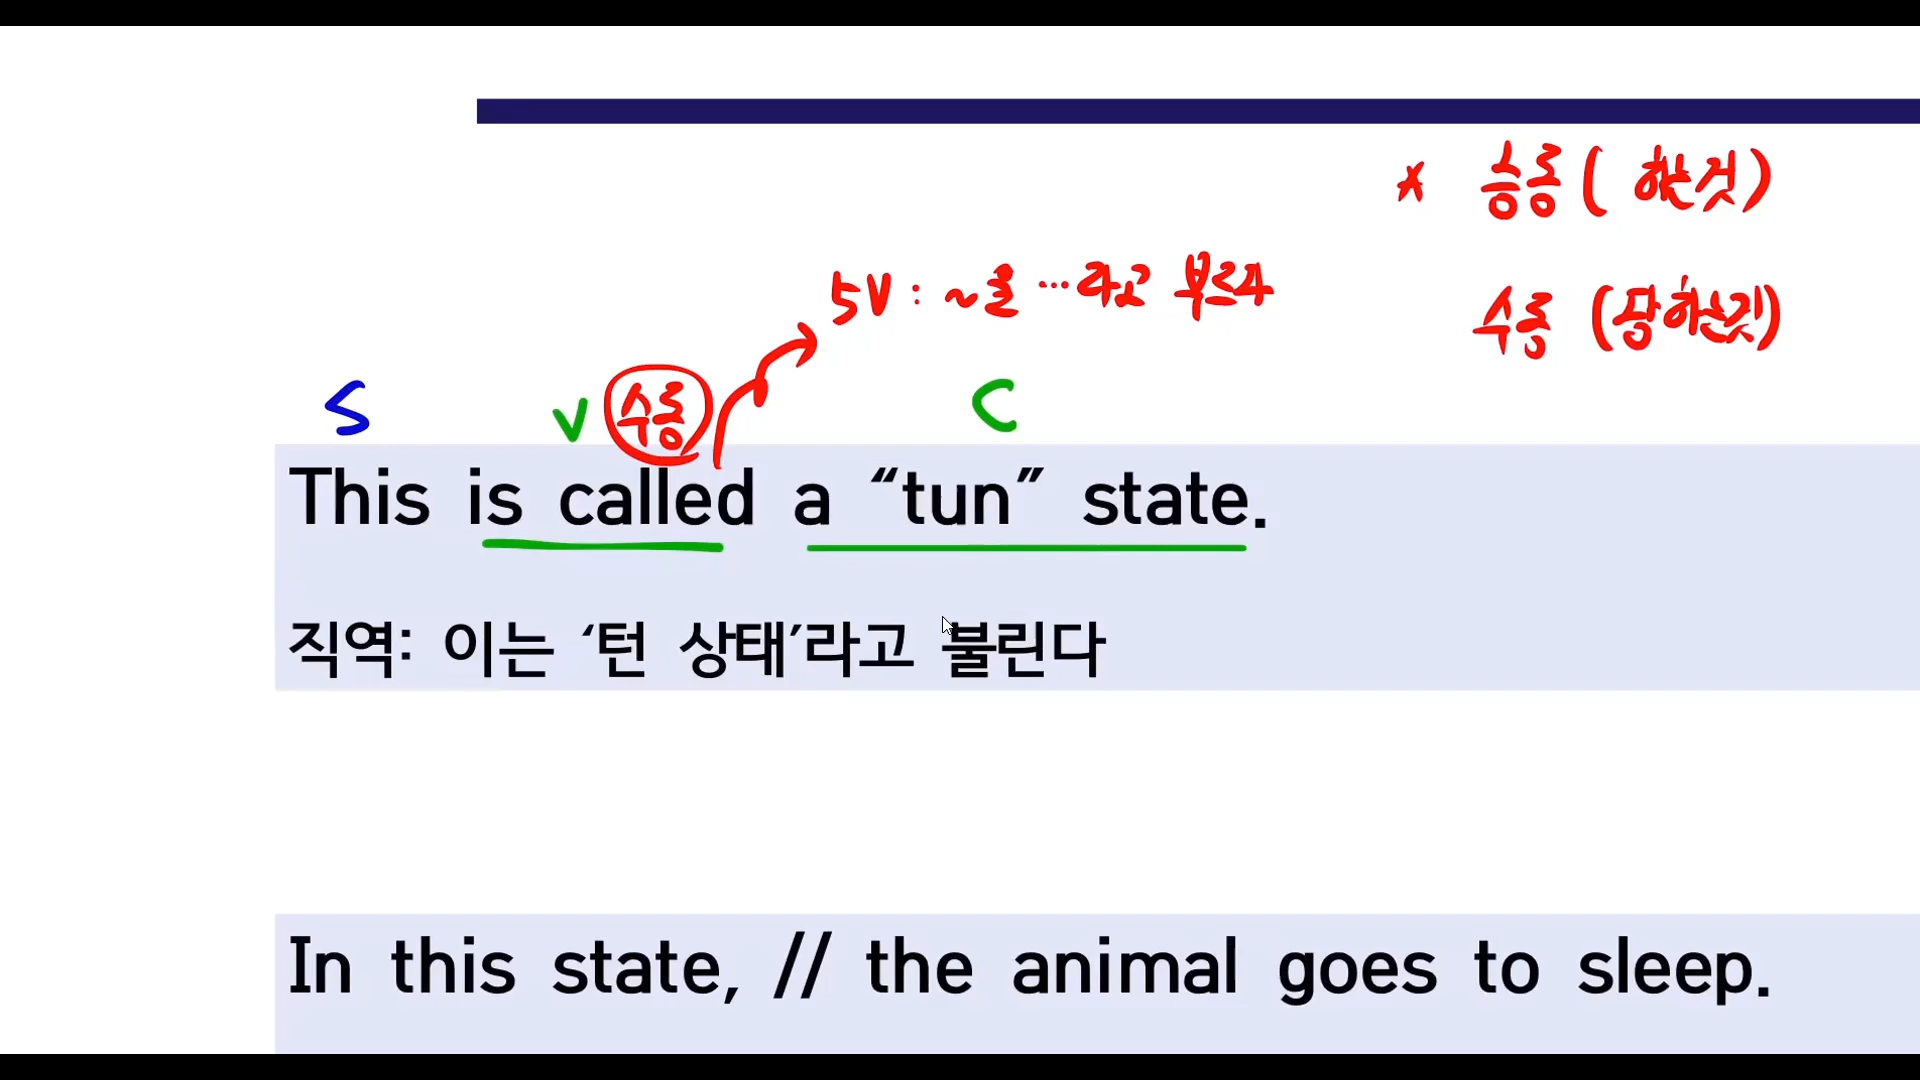 * 능동 ( 하는것)
5V : ~을 …라고 부르다
수동 (당하는것)
S V 수동 C
This is called a “tun” state.
직역: 이는 ‘턴 상태’라고 불린다
In this state, // the animal goes to sleep.